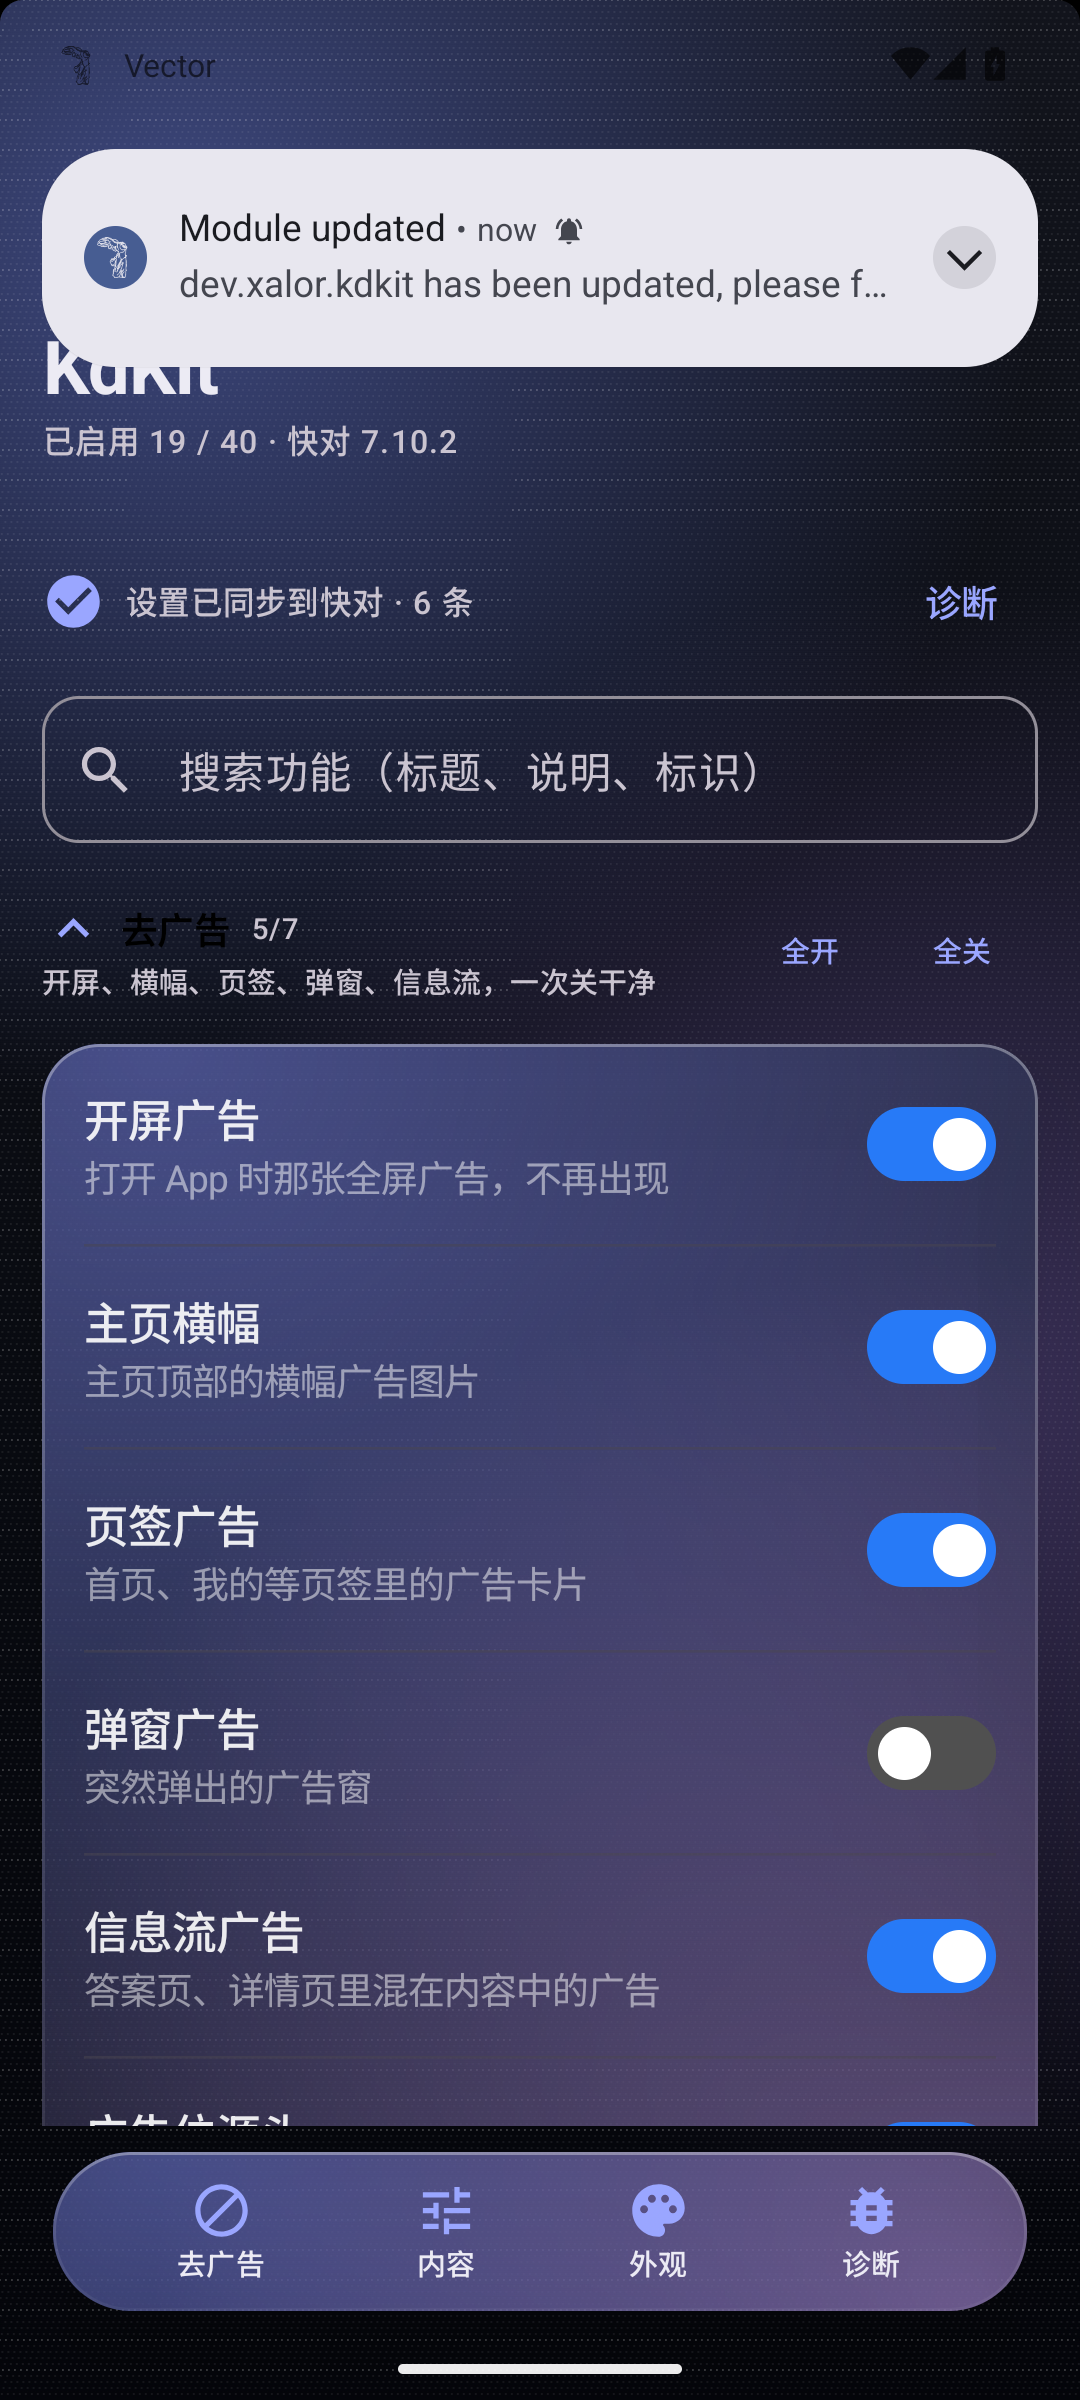 Vector
Module updated • now
dev.xalor.kdkit has been updated, please f…
KdKit
已启用 19 / 40 · 快对 7.10.2
设置已同步到快对 · 6 条
诊断
搜索功能（标题、说明、标识）
去广告 5/7
全开
全关
开屏、横幅、页签、弹窗、信息流，一次关干净
开屏广告
打开 App 时那张全屏广告，不再出现
主页横幅
主页顶部的横幅广告图片
页签广告
首页、我的等页签里的广告卡片
弹窗广告
突然弹出的广告窗
信息流广告
答案页、详情页里混在内容中的广告
去广告
内容
外观
诊断